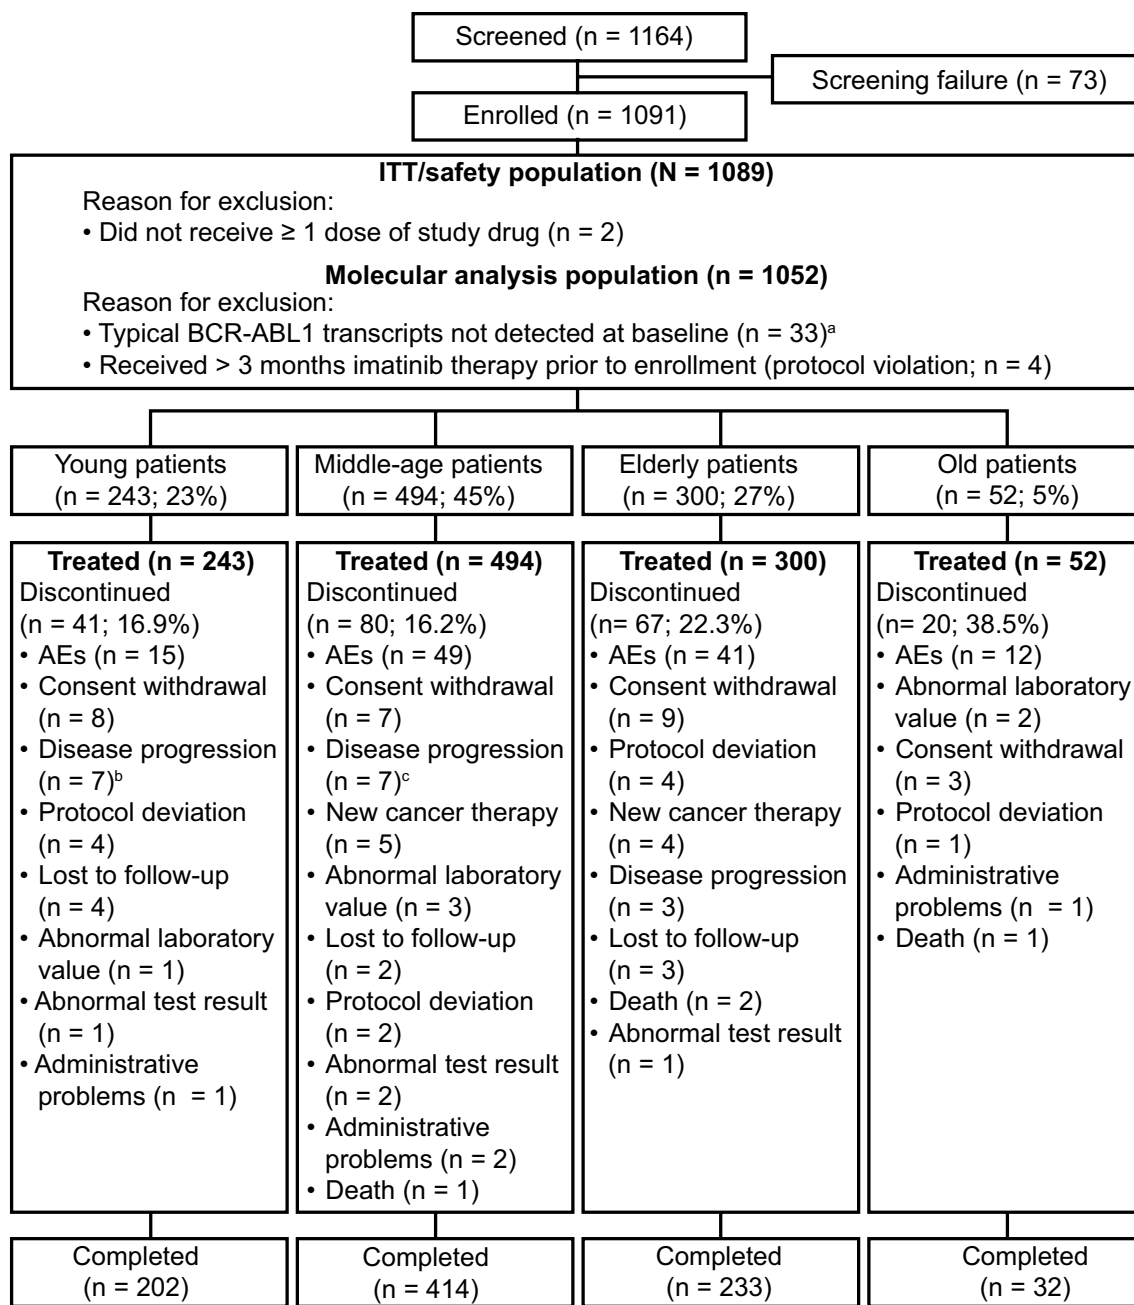 Screened (n = 1164)
Screening failure (n = 73)
Enrolled (n = 1091)
ITT/safety population (N = 1089)
Reason for exclusion:
• Did not receive ≥ 1 dose of study drug (n = 2)
Molecular analysis population (n = 1052)
Reason for exclusion:
• Typical BCR-ABL1 transcripts not detected at baseline (n = 33)ᵃ
• Received > 3 months imatinib therapy prior to enrollment (protocol violation; n = 4)
Young patients
(n = 243; 23%)
Middle-age patients
(n = 494; 45%)
Elderly patients
(n = 300; 27%)
Old patients
(n = 52; 5%)
Treated (n = 243)
Discontinued
(n = 41; 16.9%)
• AEs (n = 15)
• Consent withdrawal
(n = 8)
• Disease progression
(n = 7)ᵇ
• Protocol deviation
(n = 4)
• Lost to follow-up
(n = 4)
• Abnormal laboratory
value (n = 1)
• Abnormal test result
(n = 1)
• Administrative
problems (n = 1)
Treated (n = 494)
Discontinued
(n = 80; 16.2%)
• AEs (n = 49)
• Consent withdrawal
(n = 7)
• Disease progression
(n = 7)ᶜ
• New cancer therapy
(n = 5)
• Abnormal laboratory
value (n = 3)
• Lost to follow-up
(n = 2)
• Protocol deviation
(n = 2)
• Abnormal test result
(n = 2)
• Administrative
problems (n = 2)
• Death (n = 1)
Treated (n = 300)
Discontinued
(n= 67; 22.3%)
• AEs (n = 41)
• Consent withdrawal
(n = 9)
• Protocol deviation
(n = 4)
• New cancer therapy
(n = 4)
• Disease progression
(n = 3)
• Lost to follow-up
(n = 3)
• Death (n = 2)
• Abnormal test result
(n = 1)
Treated (n = 52)
Discontinued
(n= 20; 38.5%)
• AEs (n = 12)
• Abnormal laboratory
value (n = 2)
• Consent withdrawal
(n = 3)
• Protocol deviation
(n = 1)
• Administrative
problems (n = 1)
• Death (n = 1)
Completed
(n = 202)
Completed
(n = 414)
Completed
(n = 233)
Completed
(n = 32)